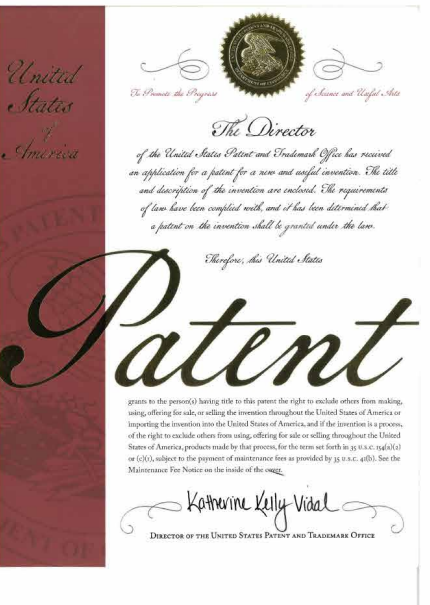 United
States
of
America
To Promote the Progress
of Science and Useful Arts
The Director
of the United States Patent and Trademark Office has received
an application for a patent for a new and useful invention. The title
and description of the invention are enclosed. The requirements
of law have been complied with, and it has been determined that
a patent on the invention shall be granted under the law.
Therefore, this United States
Patent
grants to the person(s) having title to this patent the right to exclude others from making,
using, offering for sale, or selling the invention throughout the United States of America or
importing the invention into the United States of America, and if the invention is a process,
of the right to exclude others from using, offering for sale or selling throughout the United
States of America, products made by that process, for the term set forth in 35 U.S.C. 154(a)(2)
or (c)(1), subject to the payment of maintenance fees as provided by 35 U.S.C. 41(b). See the
Maintenance Fee Notice on the inside of the cover.
Katherine Kelly Vidal
DIRECTOR OF THE UNITED STATES PATENT AND TRADEMARK OFFICE